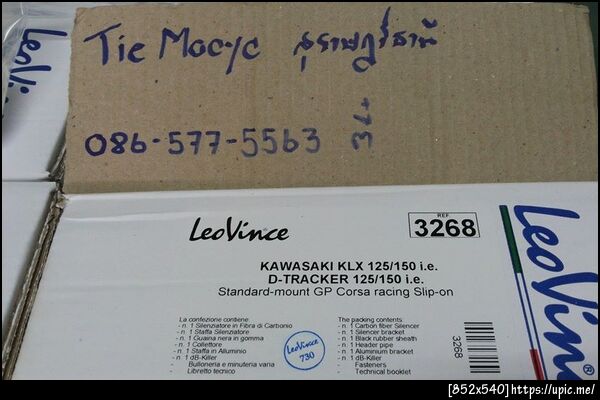 Tie Mocyc สุราษฎร์ธานี
086-577-5563
LeoVince
REF
3268
KAWASAKI KLX 125/150 i.e.
D-TRACKER 125/150 i.e.
Standard-mount GP Corsa racing Slip-on
La confezione contiene:
- n. 1 Silenziatore in Fibra di Carbonio
- n. 1 Staffa Silenziatore
- n. 1 Guaina nera in gomma
- n. 1 Collettore
- n. 1 Staffa in Alluminio
- n. 1 dB-Killer
- Bulloneria e minuteria varia
- Libretto tecnico
LeoVince
730
The packing contents:
- n. 1 Carbon fiber Silencer
- n. 1 Silencer bracket
- n. 1 Black rubber sheath
- n. 1 Header pipe
- n. 1 Aluminium bracket
- n. 1 dB-Killer
- Fasteners
- Technical booklet
3268
LeoVin
®
LeoVi
[852x540]https://upic.me/